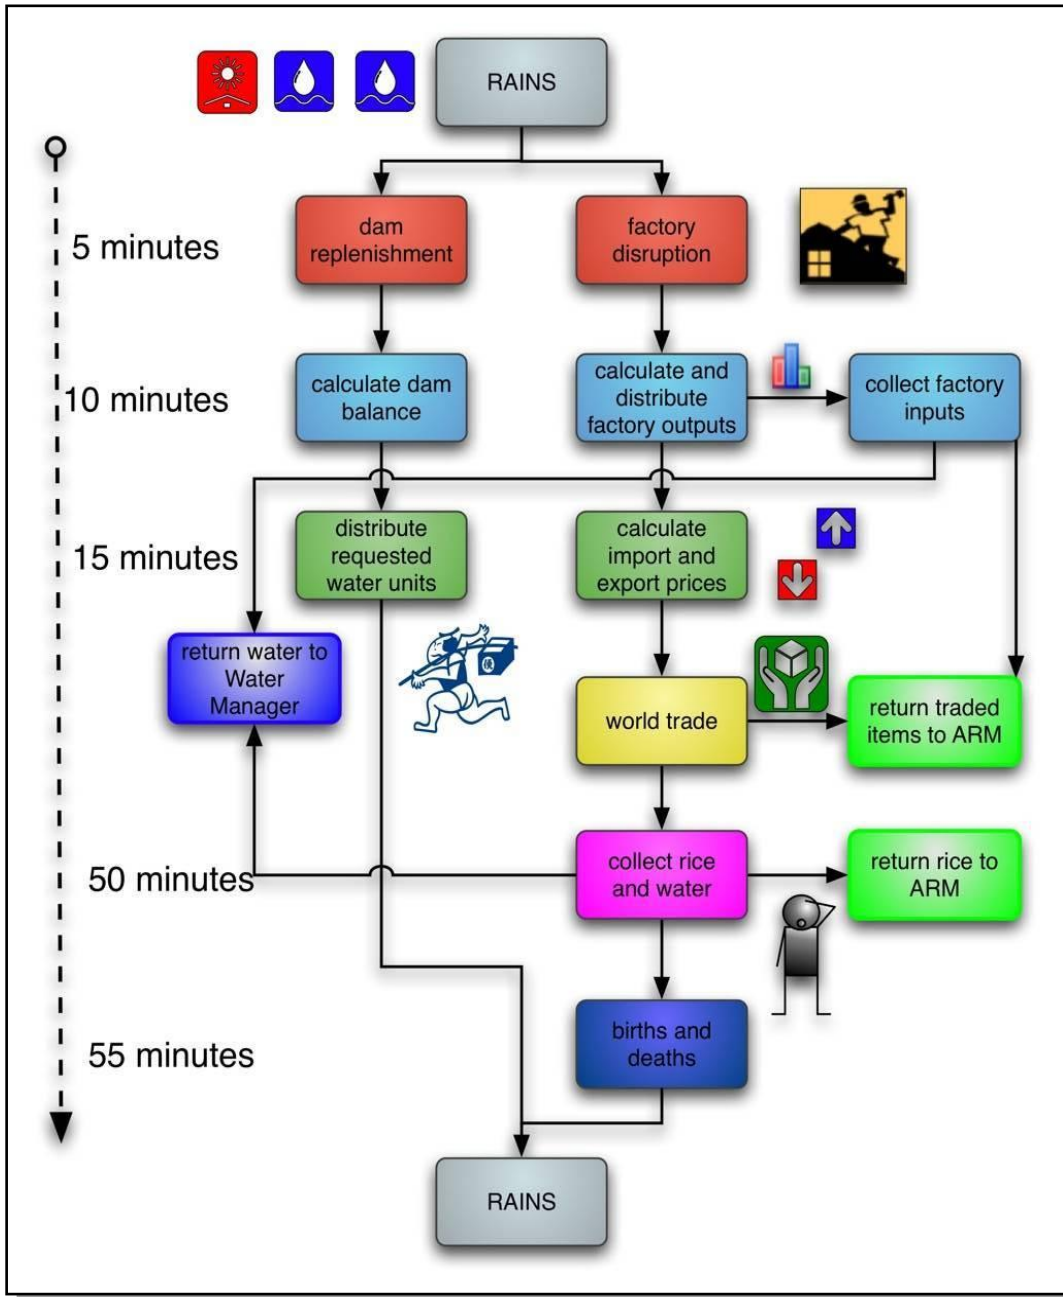 RAINS
5 minutes
dam
replenishment
factory
disruption
10 minutes
calculate dam
balance
calculate and
distribute
factory outputs
collect factory
inputs
15 minutes
distribute
requested
water units
calculate
import and
export prices
return water to
Water
Manager
world trade
return traded
items to ARM
50 minutes
collect rice
and water
return rice to
ARM
55 minutes
births and
deaths
RAINS